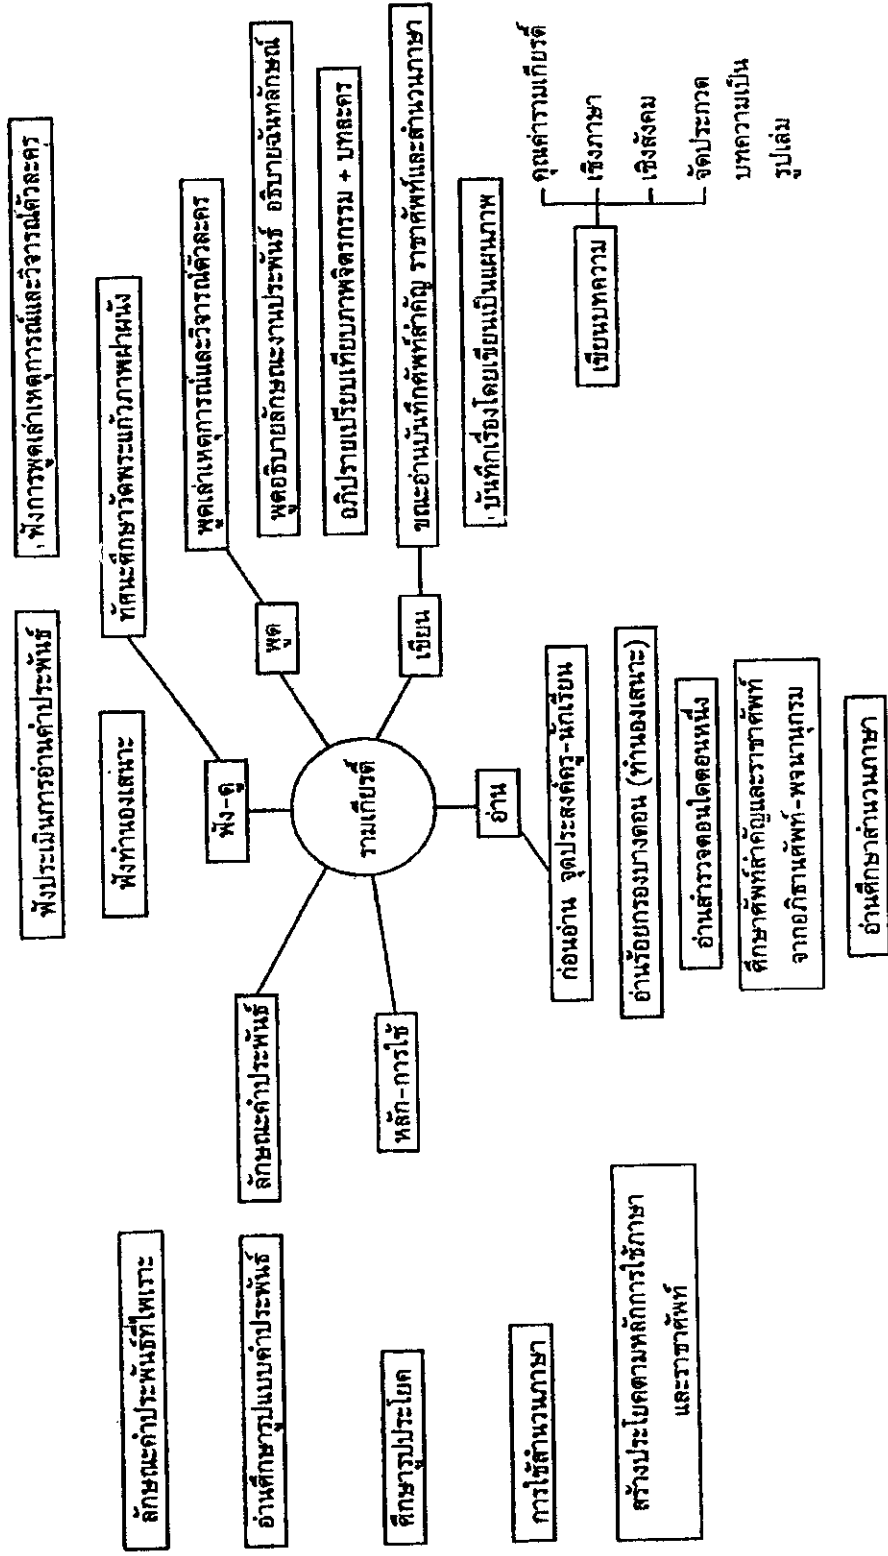 ลักษณะคำประพันธ์ที่ไพเราะ
อ่านศึกษารูปแบบคำประพันธ์
ศึกษารูปประโยค
การใช้สำนวนภาษา
สร้างประโยคตามหลักการใช้ภาษา
และราชาศัพท์
ลักษณะคำประพันธ์
หลัก-การใช้
ฟังประเมินการอ่านคำประพันธ์
ฟังทำนองเสนาะ
ฟัง-ดู
รามเกียรติ์
อ่าน
ก่อนอ่าน จุดประสงค์ครู-นักเรียน
อ่านร้อยกรองบางตอน (ทำนองเสนาะ)
อ่านสำรวจตอนใดตอนหนึ่ง
ศึกษาศัพท์สำคัญและราชาศัพท์
จากอภิธานศัพท์-พจนานุกรม
อ่านศึกษาสำนวนภาษา
พูด
เขียน
ฟังการพูดเล่าเหตุการณ์และวิจารณ์ตัวละคร
ทัศนะศึกษาวัดพระแก้วภาพฝาผนัง
พูดเล่าเหตุการณ์และวิจารณ์ตัวละคร
พูดอธิบายลักษณะงานประพันธ์ อธิบายฉันทลักษณ์
อภิปรายเปรียบเทียบภาพจิตรกรรม + บทละคร
ขณะอ่านบันทึกศัพท์สำคัญ ราชาศัพท์และสำนวนภาษา
บันทึกเรื่องโดยเขียนเป็นแผนภาพ
เขียนบทความ
คุณค่ารามเกียรติ์
เชิงภาษา
เชิงสังคม
จัดประกวด
บทความเป็น
รูปเล่ม